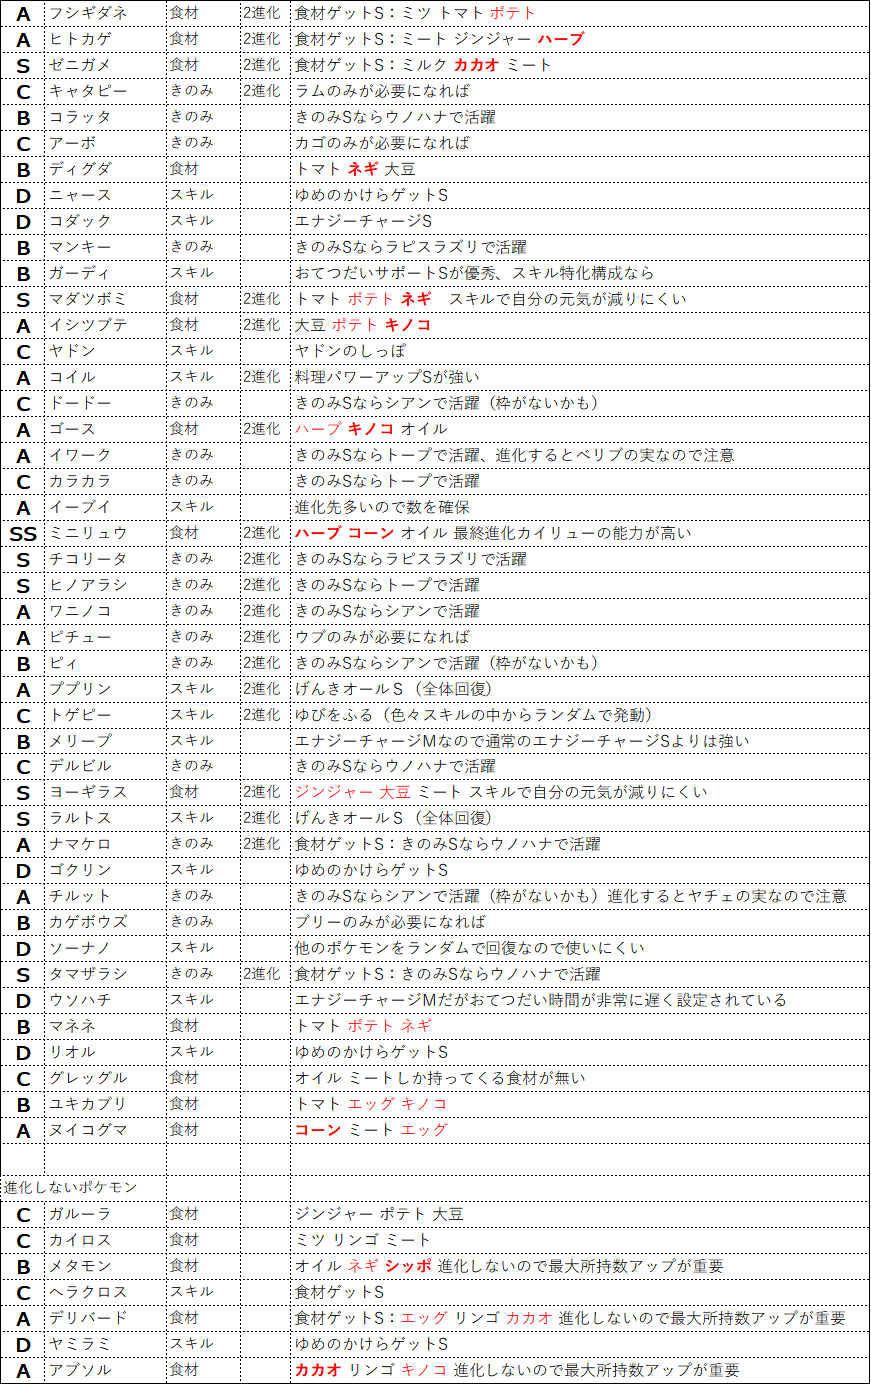 A フシギダネ 食材 2進化 食材ゲットS：ミツ トマト ポテト
A ヒトカゲ 食材 2進化 食材ゲットS：ミート ジンジャー ハーブ
S ゼニガメ 食材 2進化 食材ゲットS：ミルク カカオ ミート
C キャタピー きのみ 2進化 ラムのみが必要になれば
B コラッタ きのみ きのみSならウノハナで活躍
C アーボ きのみ カゴのみが必要になれば
B ディグダ 食材 トマト ネギ 大豆
D ニャース スキル ゆめのかけらゲットS
D コダック スキル エナジーチャージS
B マンキー きのみ きのみSならラピスラズリで活躍
B ガーディ スキル おてつだいサポートSが優秀、スキル特化構成なら
S マダツボミ 食材 2進化 トマト ポテト ネギ　スキルで自分の元気が減りにくい
A イシツブテ 食材 2進化 大豆 ポテト キノコ
C ヤドン スキル ヤドンのしっぽ
A コイル スキル 2進化 料理パワーアップSが強い
C ドードー きのみ きのみSならシアンで活躍（枠がないかも）
A ゴース 食材 2進化 ハーブ キノコ オイル
A イワーク きのみ きのみSならトープで活躍、進化するとベリブの実なので注意
C カラカラ きのみ きのみSならトープで活躍
A イーブイ スキル 進化先多いので数を確保
SS ミニリュウ 食材 2進化 ハーブ コーン オイル 最終進化カイリューの能力が高い
S チコリータ きのみ 2進化 きのみSならラピスラズリで活躍
S ヒノアラシ きのみ 2進化 きのみSならトープで活躍
A ワニノコ きのみ 2進化 きのみSならシアンで活躍
A ピチュー きのみ 2進化 ウブのみが必要になれば
B ピィ きのみ 2進化 きのみSならシアンで活躍（枠がないかも）
A ププリン スキル 2進化 げんきオールＳ（全体回復）
C トゲピー スキル 2進化 ゆびをふる（色々スキルの中からランダムで発動）
B メリープ スキル エナジーチャージMなので通常のエナジーチャージSよりは強い
C デルビル きのみ きのみSならウノハナで活躍
S ヨーギラス 食材 2進化 ジンジャー 大豆 ミート スキルで自分の元気が減りにくい
S ラルトス スキル 2進化 げんきオールＳ（全体回復）
A ナマケロ きのみ 2進化 食材ゲットS：きのみSならウノハナで活躍
D ゴクリン スキル ゆめのかけらゲットS
A チルット きのみ きのみSならシアンで活躍（枠がないかも）進化するとヤチェの実なので注意
B カゲボウズ きのみ ブリーのみが必要になれば
D ソーナノ スキル 他のポケモンをランダムで回復なので使いにくい
S タマザラシ きのみ 2進化 食材ゲットS：きのみSならウノハナで活躍
D ウソハチ スキル エナジーチャージMだがおてつだい時間が非常に遅く設定されている
B マネネ 食材 トマト ポテト ネギ
D リオル スキル ゆめのかけらゲットS
C グレッグル 食材 オイル ミートしか持ってくる食材が無い
B ユキカブリ 食材 トマト エッグ キノコ
A ヌイコグマ 食材 コーン ミート エッグ
進化しないポケモン
C ガルーラ 食材 ジンジャー ポテト 大豆
C カイロス 食材 ミツ リンゴ ミート
B メタモン 食材 オイル ネギ シッポ 進化しないので最大所持数アップが重要
C ヘラクロス スキル 食材ゲットS
A デリバード 食材 食材ゲットS：エッグ リンゴ カカオ 進化しないので最大所持数アップが重要
D ヤミラミ スキル ゆめのかけらゲットS
A アブソル 食材 カカオ リンゴ キノコ 進化しないので最大所持数アップが重要